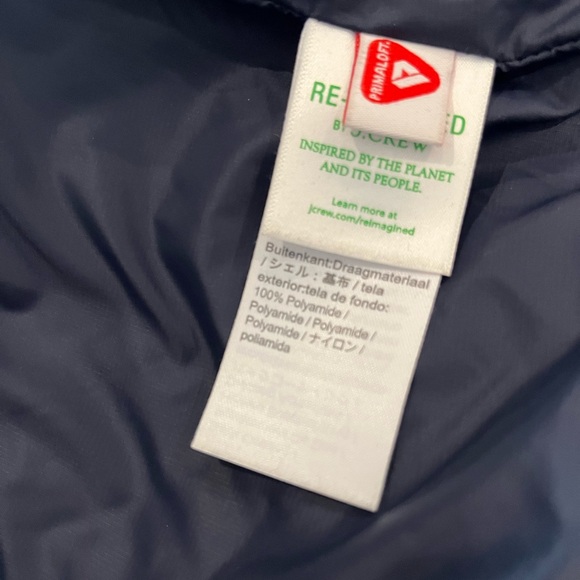 PRIMALOFT
RE- ED
BY J.CREW
INSPIRED BY THE PLANET
AND ITS PEOPLE.
Learn more at
jcrew.com/reimagined
Buitenkant:Draagmateriaal
/ シェル : 基布 / tela
exterior:tela de fondo:
100% Polyamide /
Polyamide / Polyamide /
Polyamide / ナイロン /
poliamida